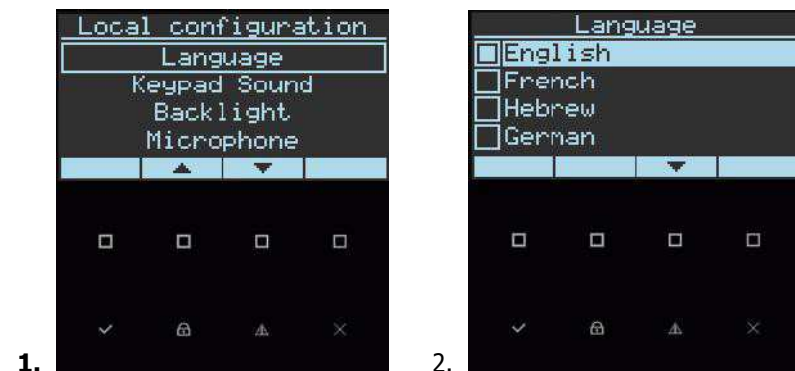 Local configuration
Language
Keypad Sound
Backlight
Microphone
1.
Language
English
French
Hebrew
German
2.